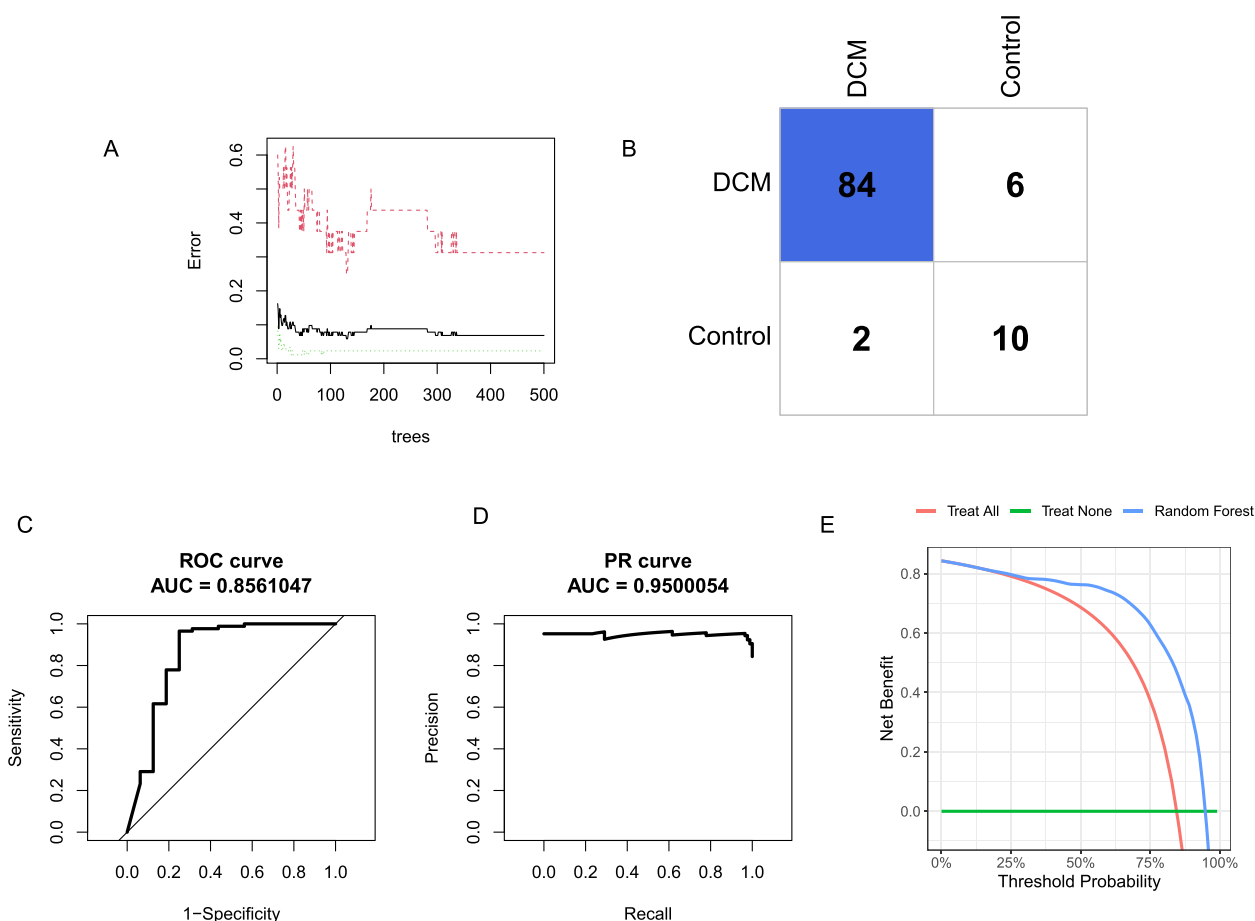 A
0.6
0.4
0.2
0.0
Error
0 100 200 300 400 500
trees
B
DCM Control
DCM 84 6
Control 2 10
C
ROC curve
AUC = 0.8561047
1.0
0.8
0.6
0.4
0.2
0.0
Sensitivity
0.0 0.2 0.4 0.6 0.8 1.0
1−Specificity
D
PR curve
AUC = 0.9500054
1.0
0.8
0.6
0.4
0.2
0.0
Precision
0.0 0.2 0.4 0.6 0.8 1.0
Recall
E
Treat All Treat None Random Forest
0.8
0.6
0.4
0.2
0.0
Net Benefit
0% 25% 50% 75% 100%
Threshold Probability